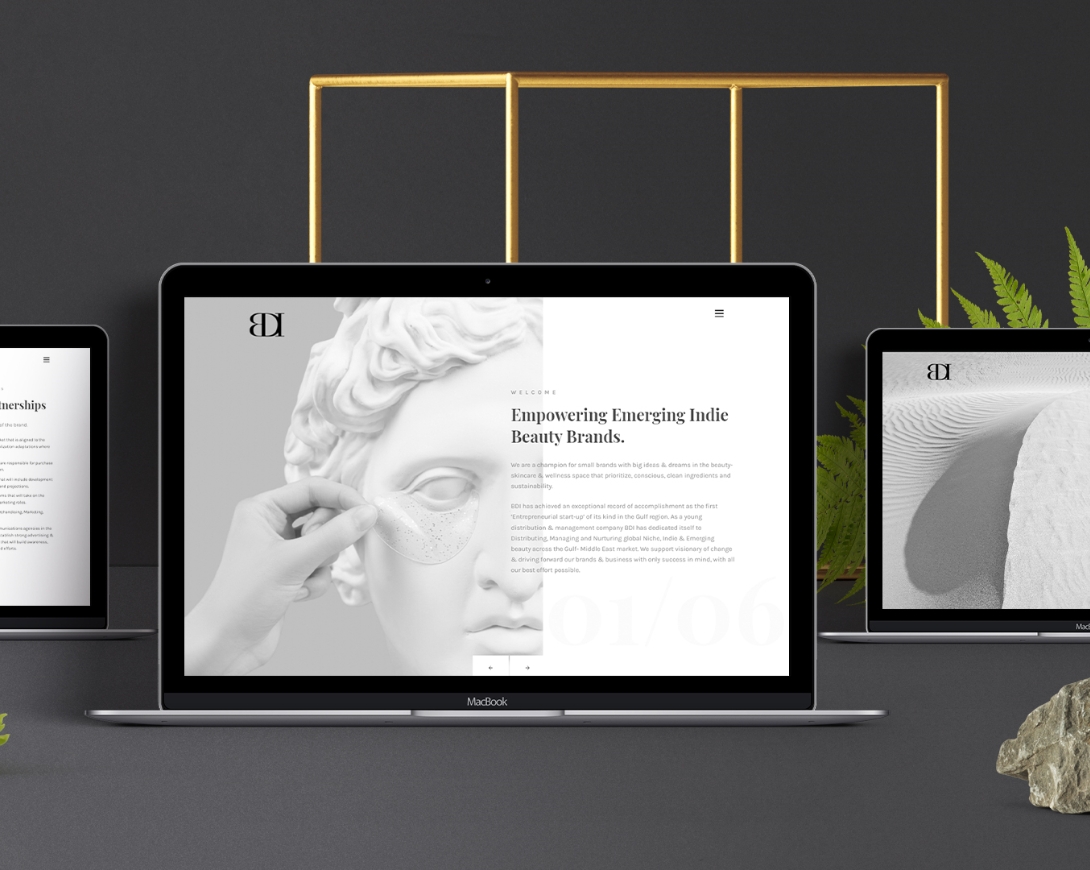 BDI
WELCOME
Empowering Emerging Indie
Beauty Brands.
We are a champion for small brands with big ideas & dreams in the beauty-
skincare & wellness space that prioritize, conscious, clean ingredients and
sustainability.
BDI has achieved an exceptional record of accomplishment as the first
'Entrepreneurial start-up' of its kind in the Gulf region. As a young
distribution & management company BDI has dedicated itself to
Distributing, Managing and Nurturing global Niche, Indie & Emerging
beauty across the Gulf- Middle East market. We support visionary of change
& driving forward our brands & business with only success in mind, with all
our best effort possible.
01/06
MacBook
tnerships
of the brand.
BDI